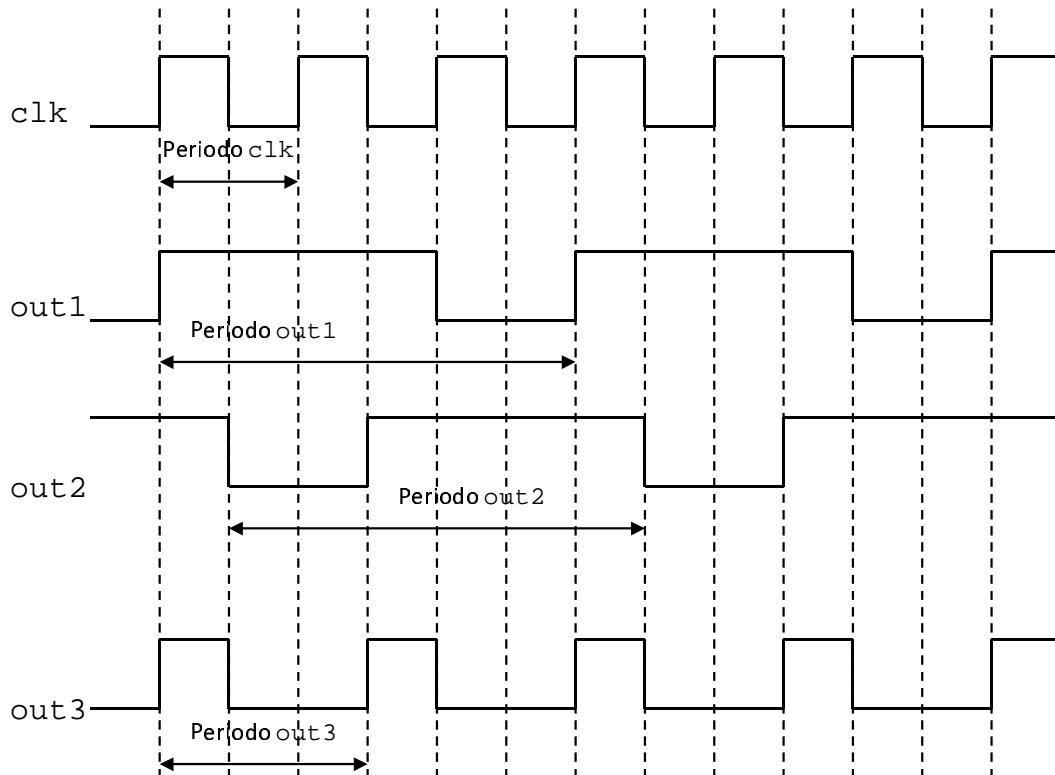 clk
Periodo clk
out1
Periodo out1
out2
Periodo out2
out3
Periodo out3